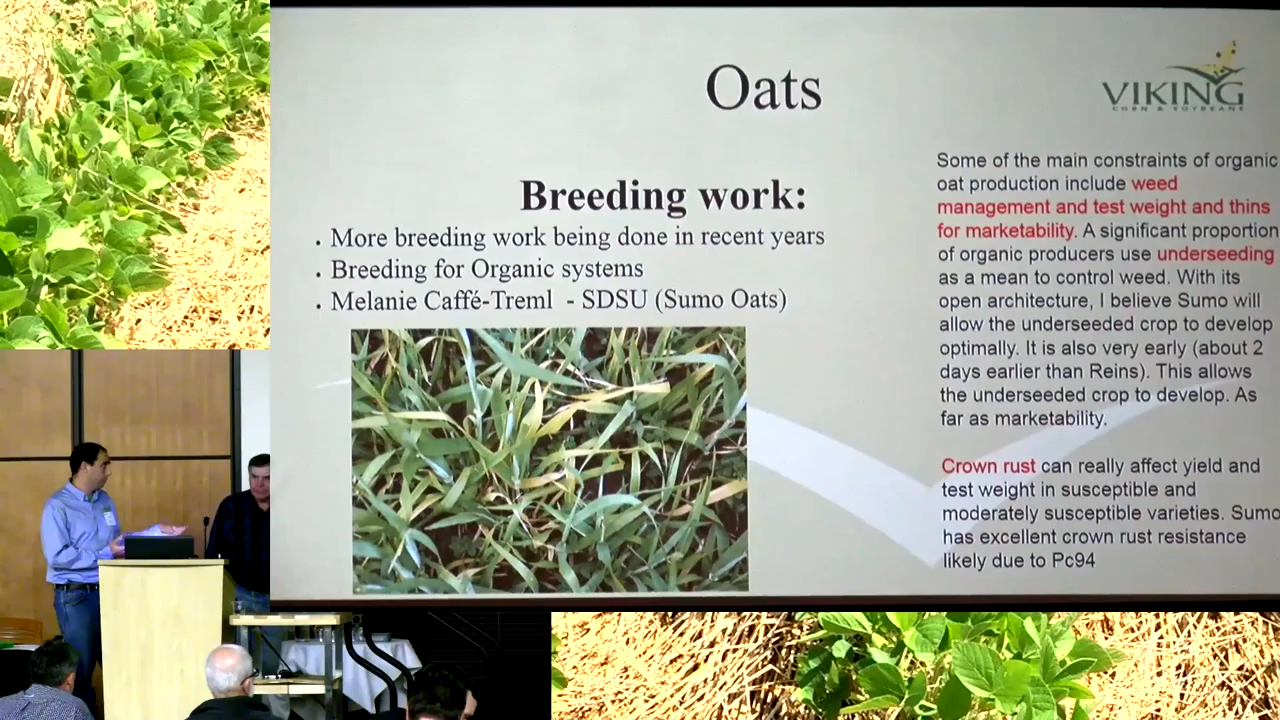 Oats
VIKING
CORN & SOYBEANS
Breeding work:
. More breeding work being done in recent years
. Breeding for Organic systems
. Melanie Caffé-Treml - SDSU (Sumo Oats)
Some of the main constraints of organic
oat production include weed
management and test weight and thins
for marketability. A significant proportion
of organic producers use underseeding
as a mean to control weed. With its
open architecture, I believe Sumo will
allow the underseeded crop to develop
optimally. It is also very early (about 2
days earlier than Reins). This allows
the underseeded crop to develop. As
far as marketability.
Crown rust can really affect yield and
test weight in susceptible and
moderately susceptible varieties. Sumo
has excellent crown rust resistance
likely due to Pc94